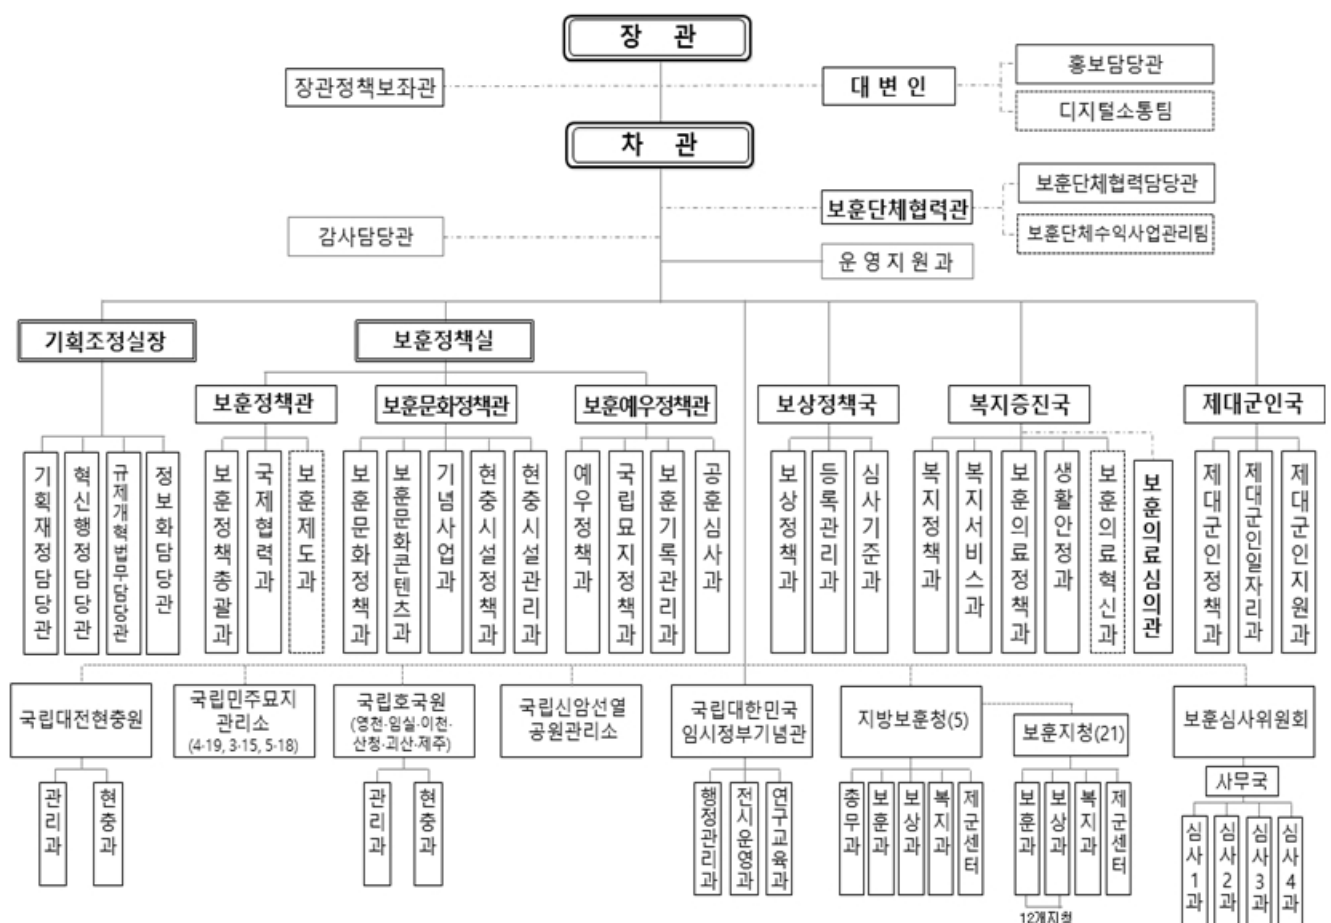 장 관
장관정책보좌관
대 변 인
홍보담당관
디지털소통팀
차 관
감사담당관
보훈단체협력관
보훈단체협력담당관
보훈단체수익사업관리팀
운영지원과
기획조정실장
보훈정책실
보훈정책관
보훈문화정책관
보훈예우정책관
보상정책국
복지증진국
제대군인국
기획재정담당관
혁신행정담당관
규제개혁법무담당관
정보화담당관
보훈정책총괄과
국제협력과
보훈제도과
보훈문화정책과
보훈문화콘텐츠과
기념사업과
현충시설정책과
현충시설관리과
예우정책과
국립묘지정책과
보훈기록관리과
공훈심사과
보상정책과
등록관리과
심사기준과
복지정책과
복지서비스과
보훈의료정책과
생활안정과
보훈의료혁신과
보훈의료심의관
제대군인정책과
제대군인일자리과
제대군인지원과
국립대전현충원
관리과
현충과
국립민주묘지
관리소
(4·19, 3·15, 5·18)
국립호국원
(영천·임실·이천·
산청·괴산·제주)
관리과
현충과
국립신암선열
공원관리소
국립대한민국
임시정부기념관
행정관리과
전시운영과
연구교육과
지방보훈청(5)
총무과
보훈과
보상과
복지과
제군센터
보훈지청(21)
보훈과
보상과
복지과
제군센터
12개지청
보훈심사위원회
사무국
심사1과
심사2과
심사3과
심사4과